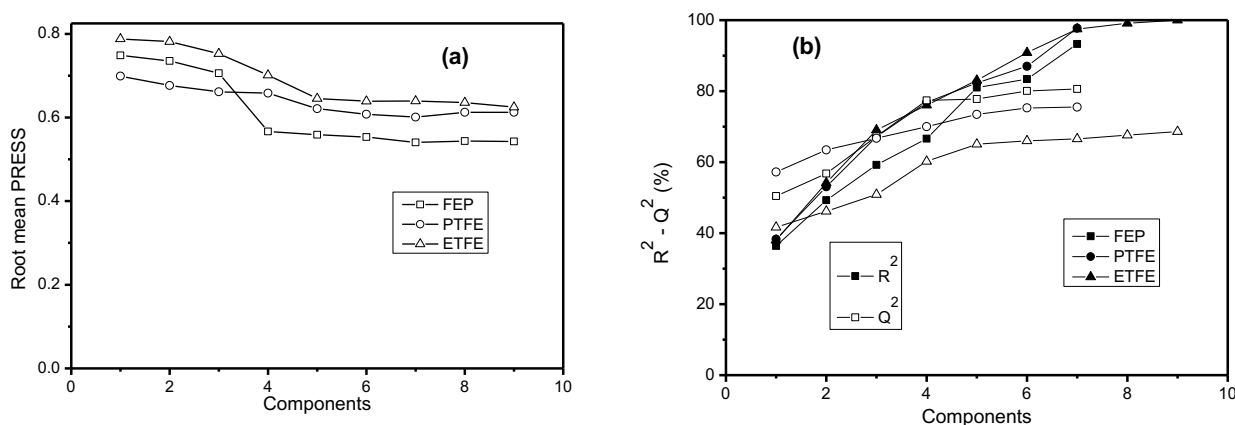 (a)
Root mean PRESS
0.8
0.6
0.4
0.2
0.0
0 2 4 6 8 10
Components
FEP
PTFE
ETFE
(b)
R² - Q² (%)
100
80
60
40
20
0
0 2 4 6 8 10
Components
R²
Q²
FEP
PTFE
ETFE